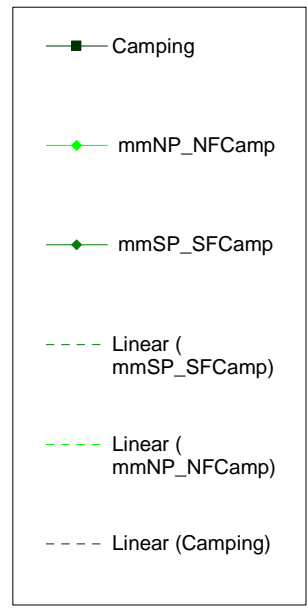 Camping
mmNP_NFCamp
mmSP_SFCamp
Linear (
mmSP_SFCamp)
Linear (
mmNP_NFCamp)
Linear (Camping)